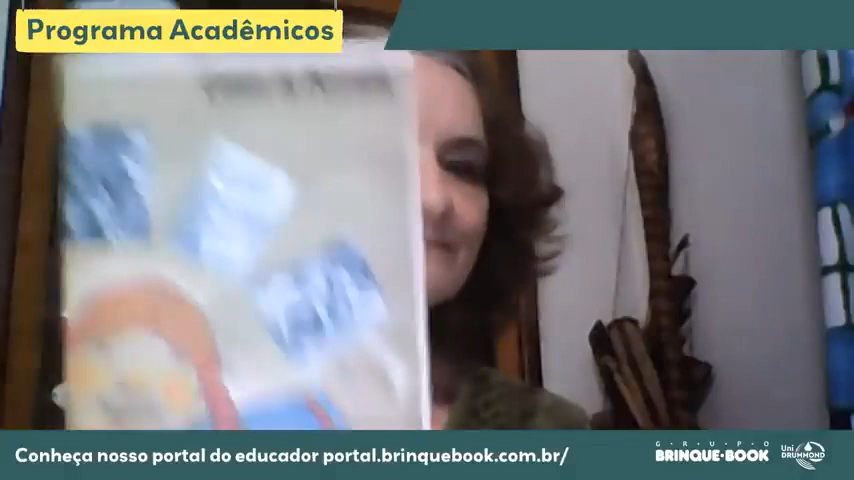 Programa Acadêmicos
Conheça nosso portal do educador portal.brinquebook.com.br/
GRUPO
BRINQUE-BOOK
Uni
DRUMMOND